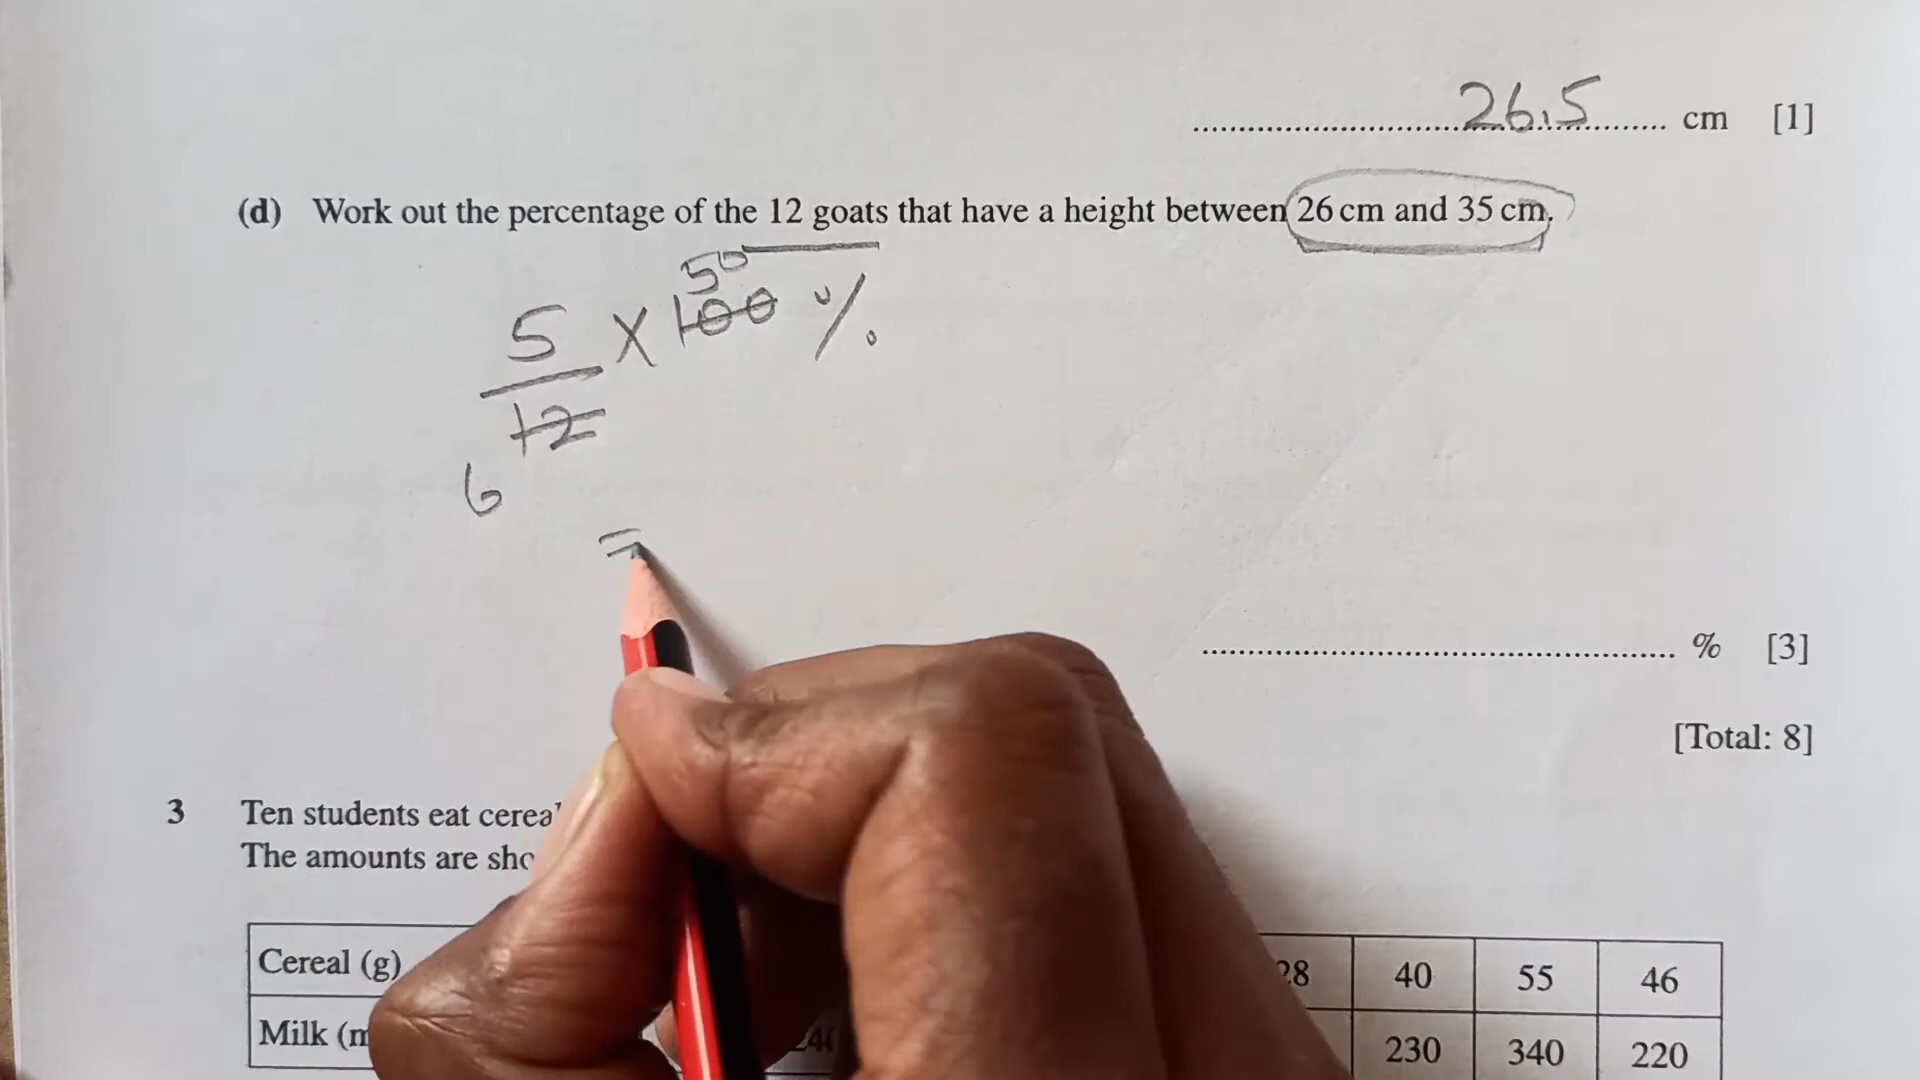 26.5 cm [1]
(d) Work out the percentage of the 12 goats that have a height between 26 cm and 35 cm.
50
5 × 100 %
12
6
=
% [3]
[Total: 8]
3 Ten students eat cereal
The amounts are
Cereal (g) 28 40 55 46
Milk 230 340 220